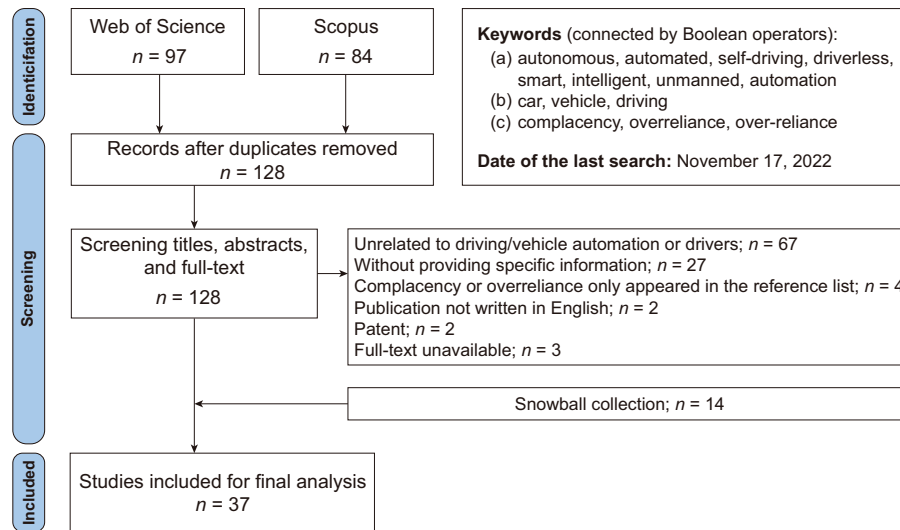 Identicifation
Web of Science
n = 97
Scopus
n = 84
Keywords (connected by Boolean operators):
(a) autonomous, automated, self-driving, driverless,
smart, intelligent, unmanned, automation
(b) car, vehicle, driving
(c) complacency, overreliance, over-reliance
Date of the last search: November 17, 2022
Screening
Records after duplicates removed
n = 128
Screening titles, abstracts,
and full-text
n = 128
Unrelated to driving/vehicle automation or drivers; n = 67
Without providing specific information; n = 27
Complacency or overreliance only appeared in the reference list; n = 4
Publication not written in English; n = 2
Patent; n = 2
Full-text unavailable; n = 3
Snowball collection; n = 14
Included
Studies included for final analysis
n = 37